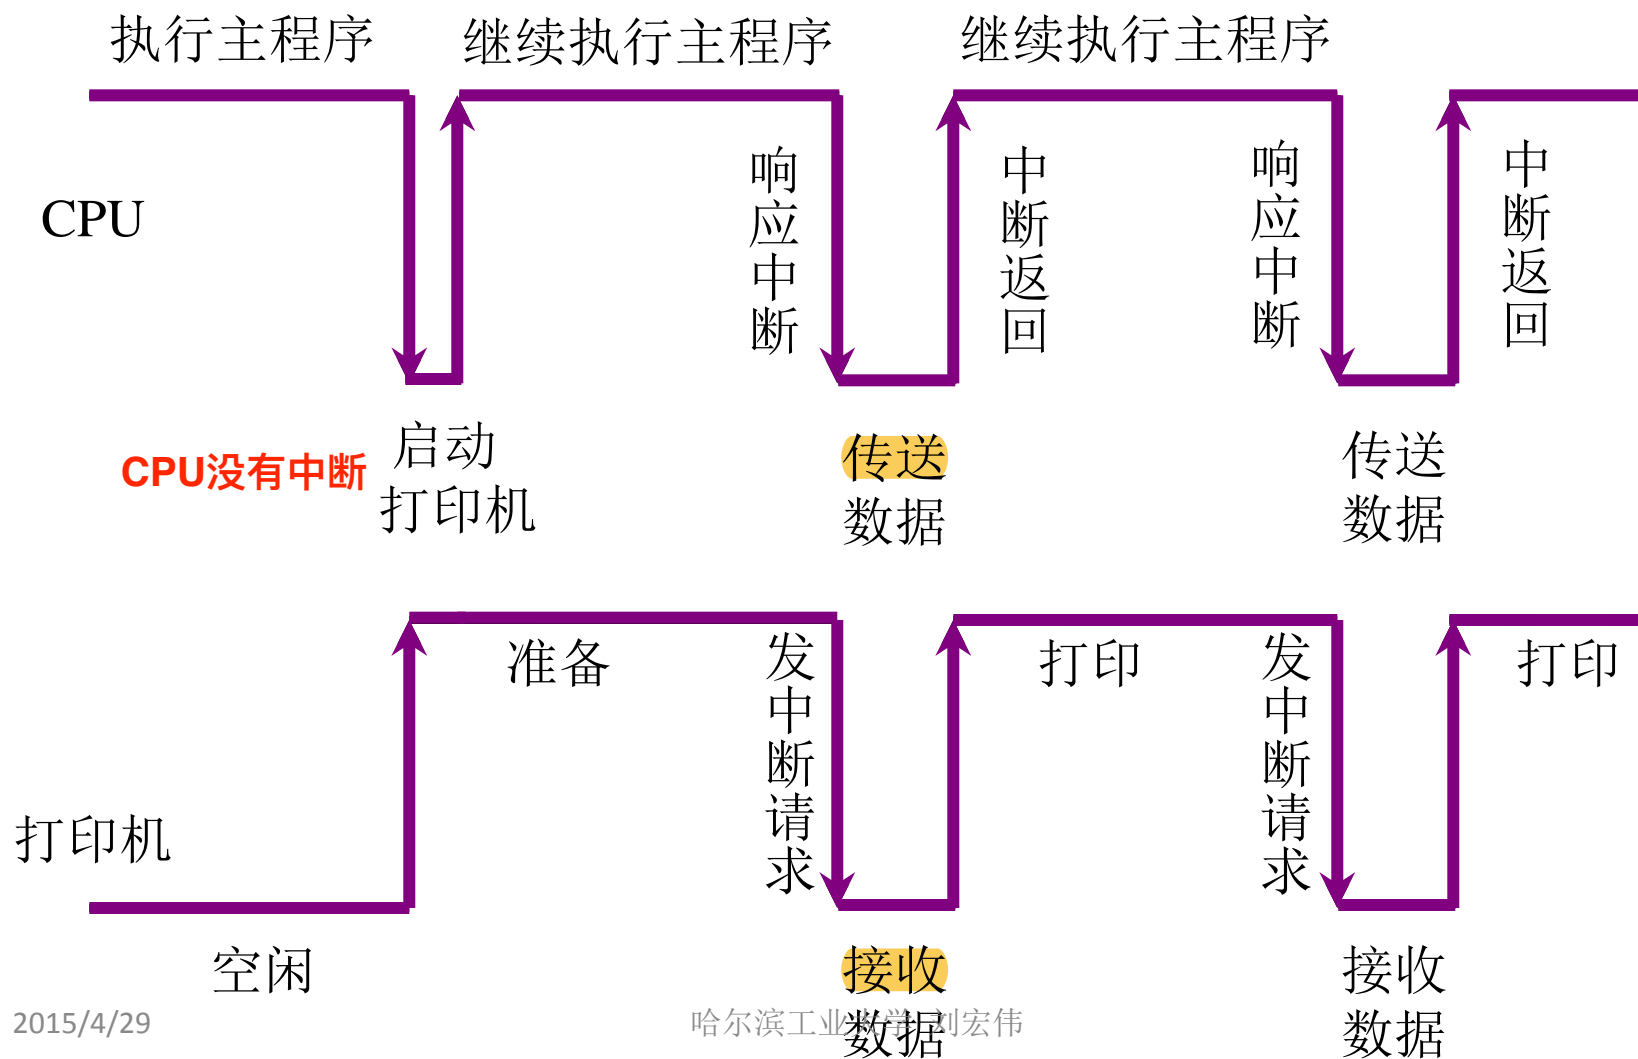 执行主程序
继续执行主程序
继续执行主程序
CPU
响应中断
中断返回
响应中断
中断返回
CPU没有中断
启动
打印机
传送
数据
传送
数据
准备
发中断请求
打印
发中断请求
打印
打印机
空闲
接收
数据
接收
数据
2015/4/29
哈尔滨工业大学 刘宏伟